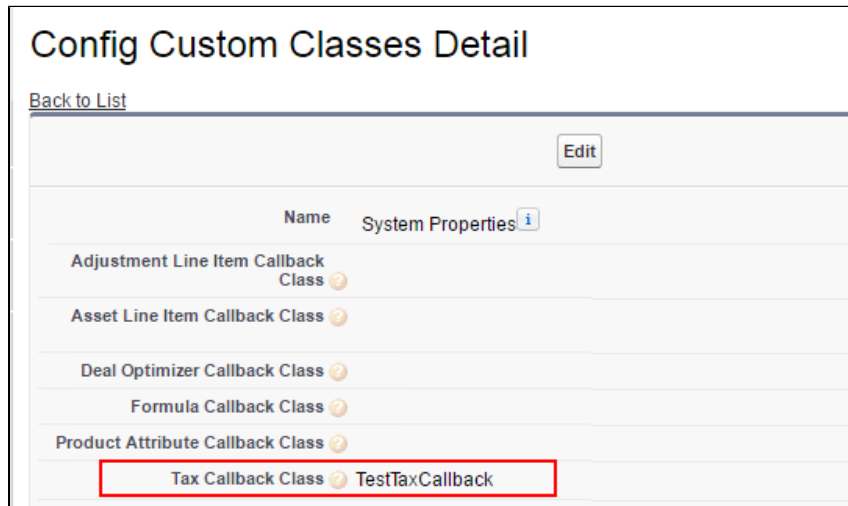 Config Custom Classes Detail
Back to List
Edit
Name System Properties i
Adjustment Line Item Callback
Class ?
Asset Line Item Callback Class ?
Deal Optimizer Callback Class ?
Formula Callback Class ?
Product Attribute Callback Class ?
Tax Callback Class ? TestTaxCallback